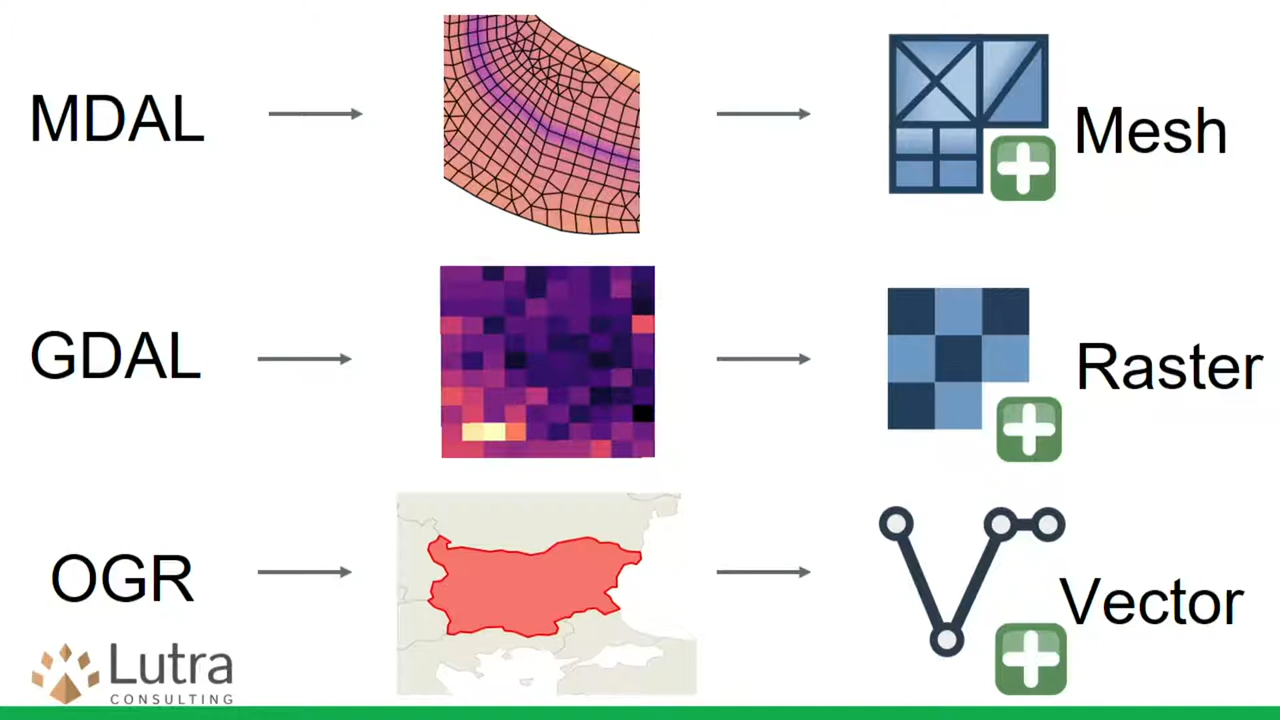 MDAL
Mesh
GDAL
Raster
OGR
Vector
Lutra
CONSULTING